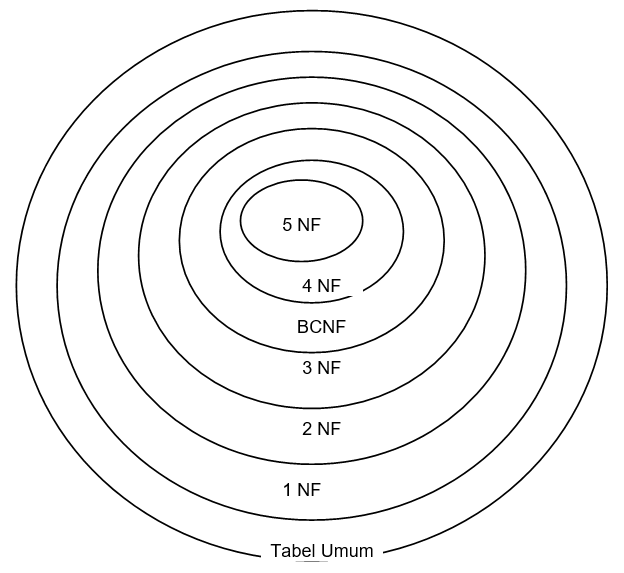 5 NF
4 NF
BCNF
3 NF
2 NF
1 NF
Tabel Umum